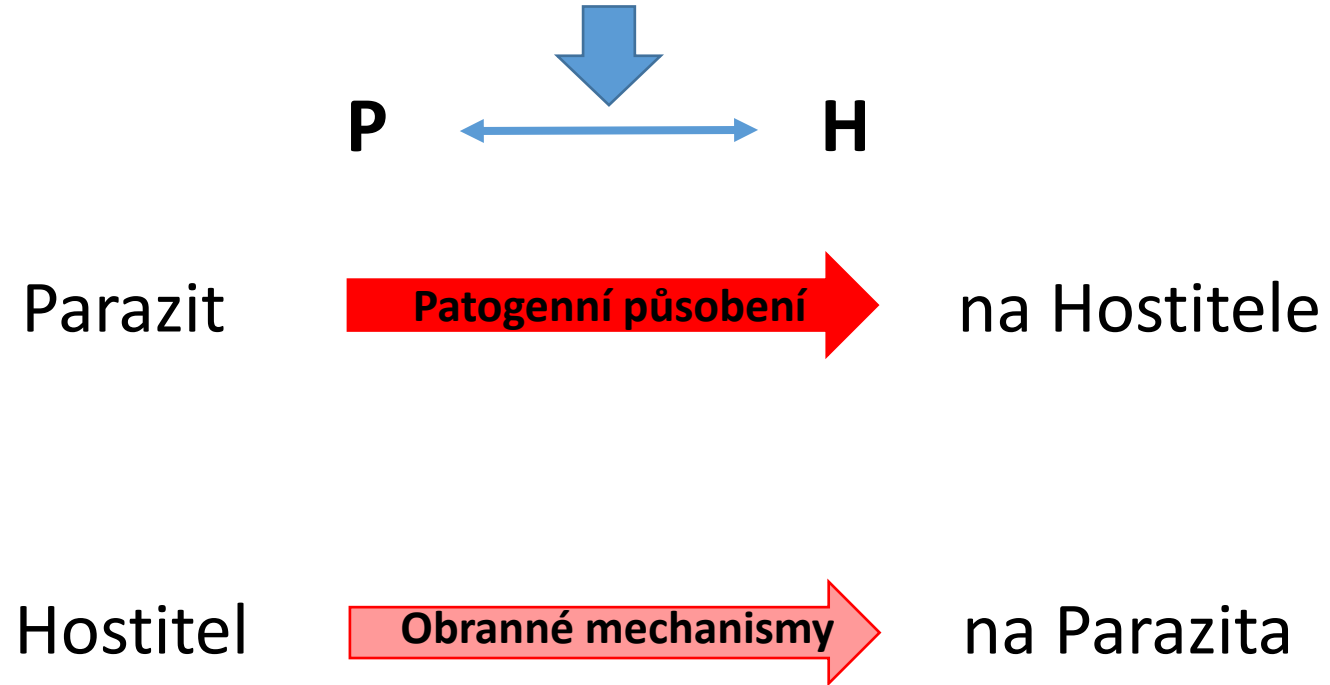 P H
Parazit Patogenní působení na Hostitele
Hostitel Obranné mechanismy na Parazita